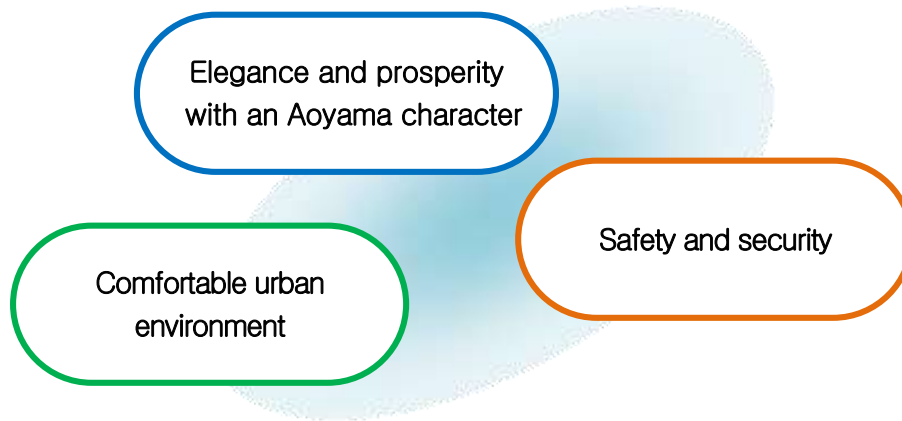 Elegance and prosperity
with an Aoyama character
Safety and security
Comfortable urban
environment